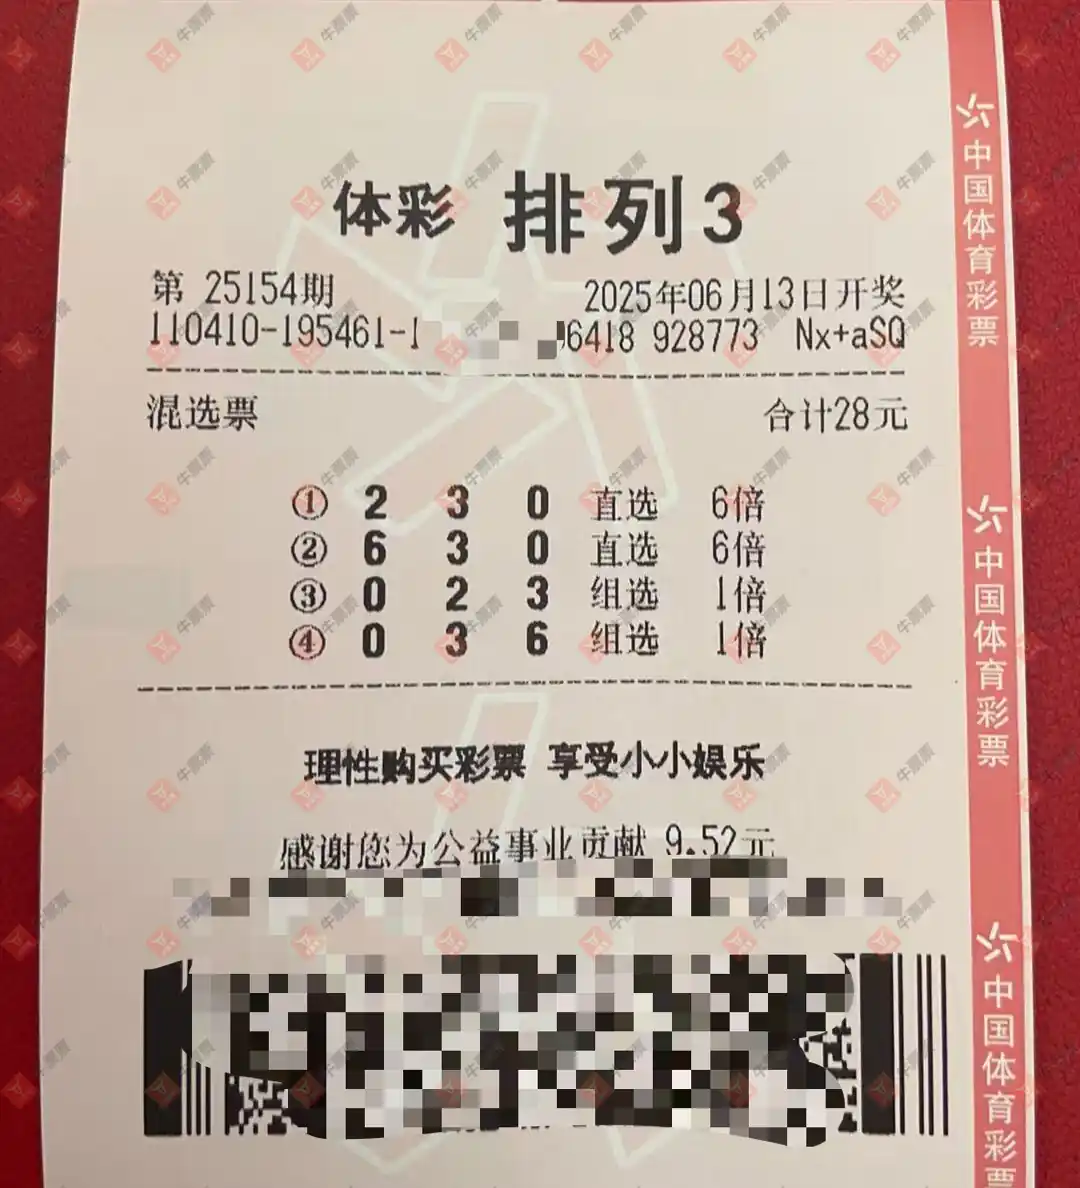 体彩 排列3
第 25154期 2025年06月13日开奖
110410-195461-1 6418 928773 Nx+aSQ
混选票 合计28元
① 2 3 0 直选 6倍
② 6 3 0 直选 6倍
③ 0 2 3 组选 1倍
④ 0 3 6 组选 1倍
理性购买彩票 享受小小娱乐
感谢您为公益事业贡献 9.52元
中国体育彩票
中国体育彩票
中国体育彩票
牛票票